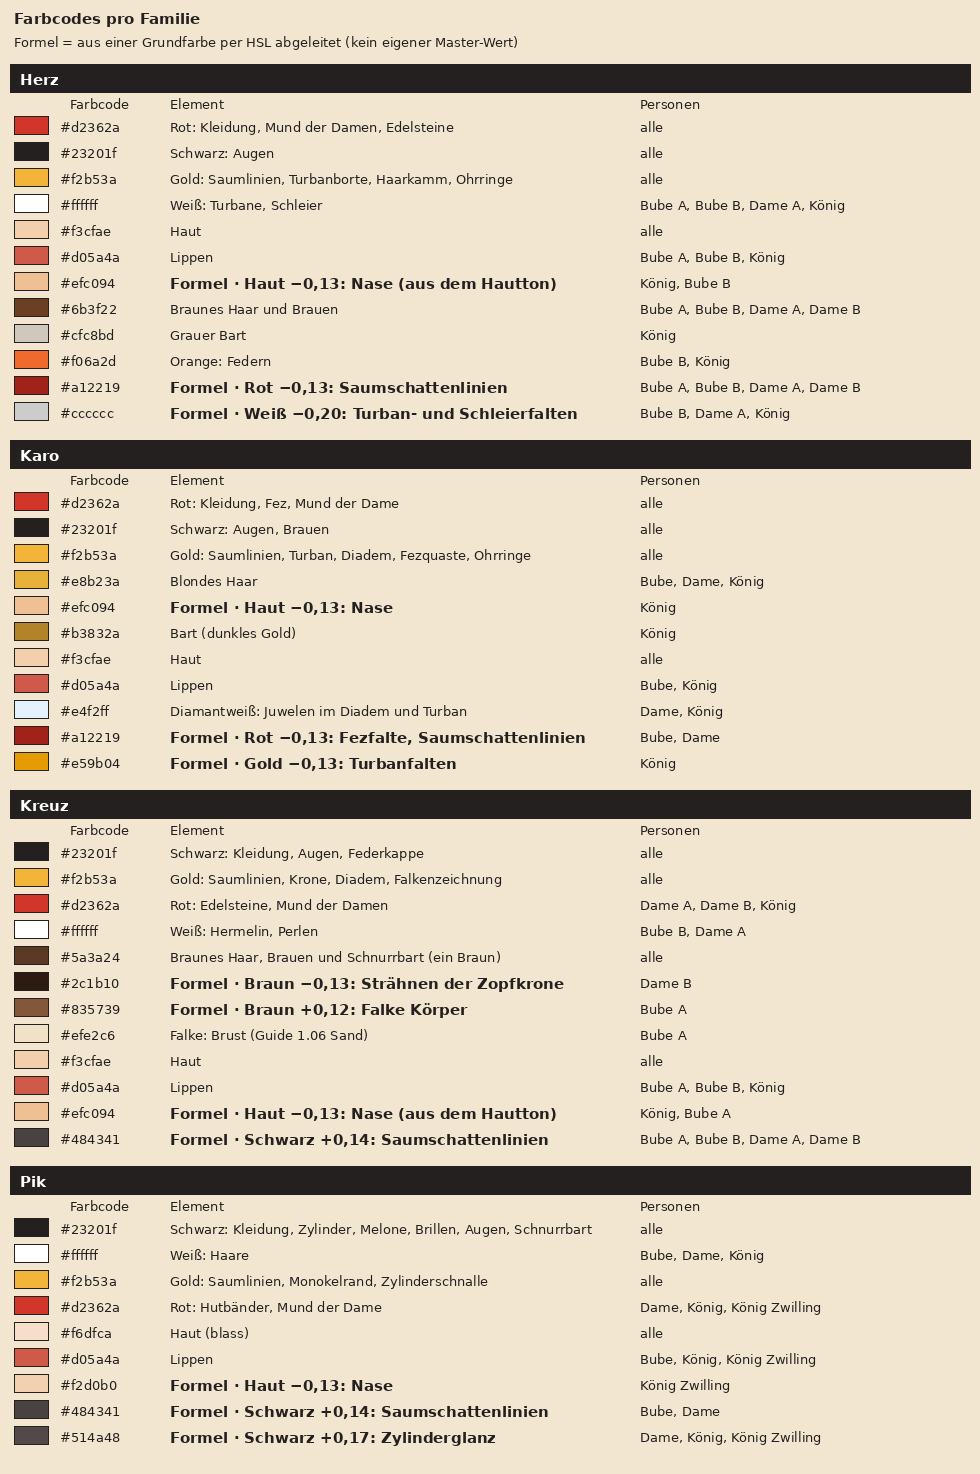 Farbcodes pro Familie
Formel = aus einer Grundfarbe per HSL abgeleitet (kein eigener Master-Wert)
Herz
Farbcode Element Personen
#d2362a Rot: Kleidung, Mund der Damen, Edelsteine alle
#23201f Schwarz: Augen alle
#f2b53a Gold: Saumlinien, Turbanborte, Haarkamm, Ohrringe alle
#ffffff Weiß: Turbane, Schleier Bube A, Bube B, Dame A, König
#f3cfae Haut alle
#d05a4a Lippen Bube A, Bube B, König
#efc094 Formel · Haut −0,13: Nase (aus dem Hautton) König, Bube B
#6b3f22 Braunes Haar und Brauen Bube A, Bube B, Dame A, Dame B
#cfc8bd Grauer Bart König
#f06a2d Orange: Federn Bube B, König
#a12219 Formel · Rot −0,13: Saumschattenlinien Bube A, Bube B, Dame A, Dame B
#cccccc Formel · Weiß −0,20: Turban- und Schleierfalten Bube B, Dame A, König
Karo
Farbcode Element Personen
#d2362a Rot: Kleidung, Fez, Mund der Dame alle
#23201f Schwarz: Augen, Brauen alle
#f2b53a Gold: Saumlinien, Turban, Diadem, Fezquaste, Ohrringe alle
#e8b23a Blondes Haar Bube, Dame, König
#efc094 Formel · Haut −0,13: Nase König
#b3832a Bart (dunkles Gold) König
#f3cfae Haut alle
#d05a4a Lippen Bube, König
#e4f2ff Diamantweiß: Juwelen im Diadem und Turban Dame, König
#a12219 Formel · Rot −0,13: Fezfalte, Saumschattenlinien Bube, Dame
#e59b04 Formel · Gold −0,13: Turbanfalten König
Kreuz
Farbcode Element Personen
#23201f Schwarz: Kleidung, Augen, Federkappe alle
#f2b53a Gold: Saumlinien, Krone, Diadem, Falkenzeichnung alle
#d2362a Rot: Edelsteine, Mund der Damen Dame A, Dame B, König
#ffffff Weiß: Hermelin, Perlen Bube B, Dame A
#5a3a24 Braunes Haar, Brauen und Schnurrbart (ein Braun) alle
#2c1b10 Formel · Braun −0,13: Strähnen der Zopfkrone Dame B
#835739 Formel · Braun +0,12: Falke Körper Bube A
#efe2c6 Falke: Brust (Guide 1.06 Sand) Bube A
#f3cfae Haut alle
#d05a4a Lippen Bube A, Bube B, König
#efc094 Formel · Haut −0,13: Nase (aus dem Hautton) König, Bube A
#484341 Formel · Schwarz +0,14: Saumschattenlinien Bube A, Bube B, Dame A, Dame B
Pik
Farbcode Element Personen
#23201f Schwarz: Kleidung, Zylinder, Melone, Brillen, Augen, Schnurrbart alle
#ffffff Weiß: Haare Bube, Dame, König
#f2b53a Gold: Saumlinien, Monokelrand, Zylinderschnalle alle
#d2362a Rot: Hutbänder, Mund der Dame Dame, König, König Zwilling
#f6dfca Haut (blass) alle
#d05a4a Lippen Bube, König, König Zwilling
#f2d0b0 Formel · Haut −0,13: Nase König Zwilling
#484341 Formel · Schwarz +0,14: Saumschattenlinien Bube, Dame
#514a48 Formel · Schwarz +0,17: Zylinderglanz Dame, König, König Zwilling